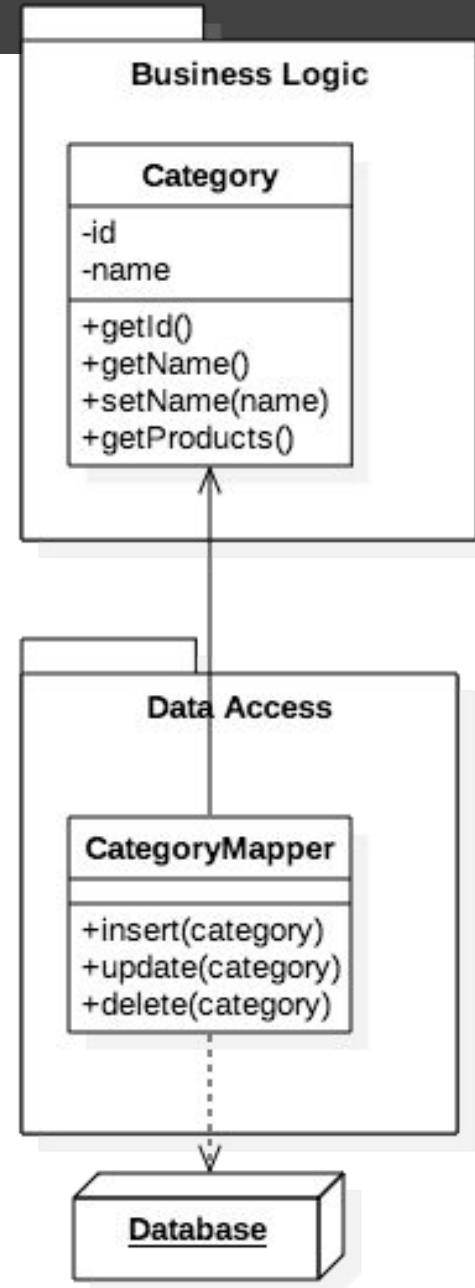 Business Logic
Category
-id
-name
+getId()
+getName()
+setName(name)
+getProducts()
Data Access
CategoryMapper
+insert(category)
+update(category)
+delete(category)
Database